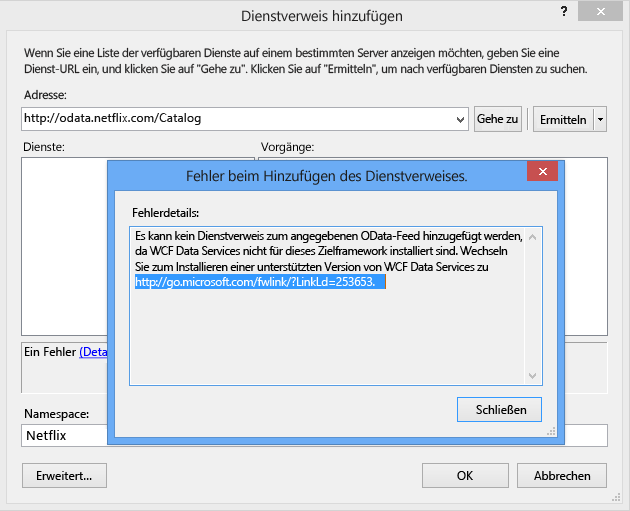 Dienstverweis hinzufügen
?
Wenn Sie eine Liste der verfügbaren Dienste auf einem bestimmten Server anzeigen möchten, geben Sie eine
Dienst-URL ein, und klicken Sie auf "Gehe zu". Klicken Sie auf "Ermitteln", um nach verfügbaren Diensten zu suchen.
Adresse:
http://odata.netflix.com/Catalog
Gehe zu
Ermitteln
Dienste:
Vorgänge:
Fehler beim Hinzufügen des Dienstverweises.
Fehlerdetails:
Es kann kein Dienstverweis zum angegebenen OData-Feed hinzugefügt werden,
da WCF Data Services nicht für dieses Zielframework installiert sind. Wechseln
Sie zum Installieren einer unterstützten Version von WCF Data Services zu
http://go.microsoft.com/fwlink/?LinkLd=253653.
Schließen
Ein Fehler (Deta
Namespace:
Netflix
Erweitert...
OK
Abbrechen